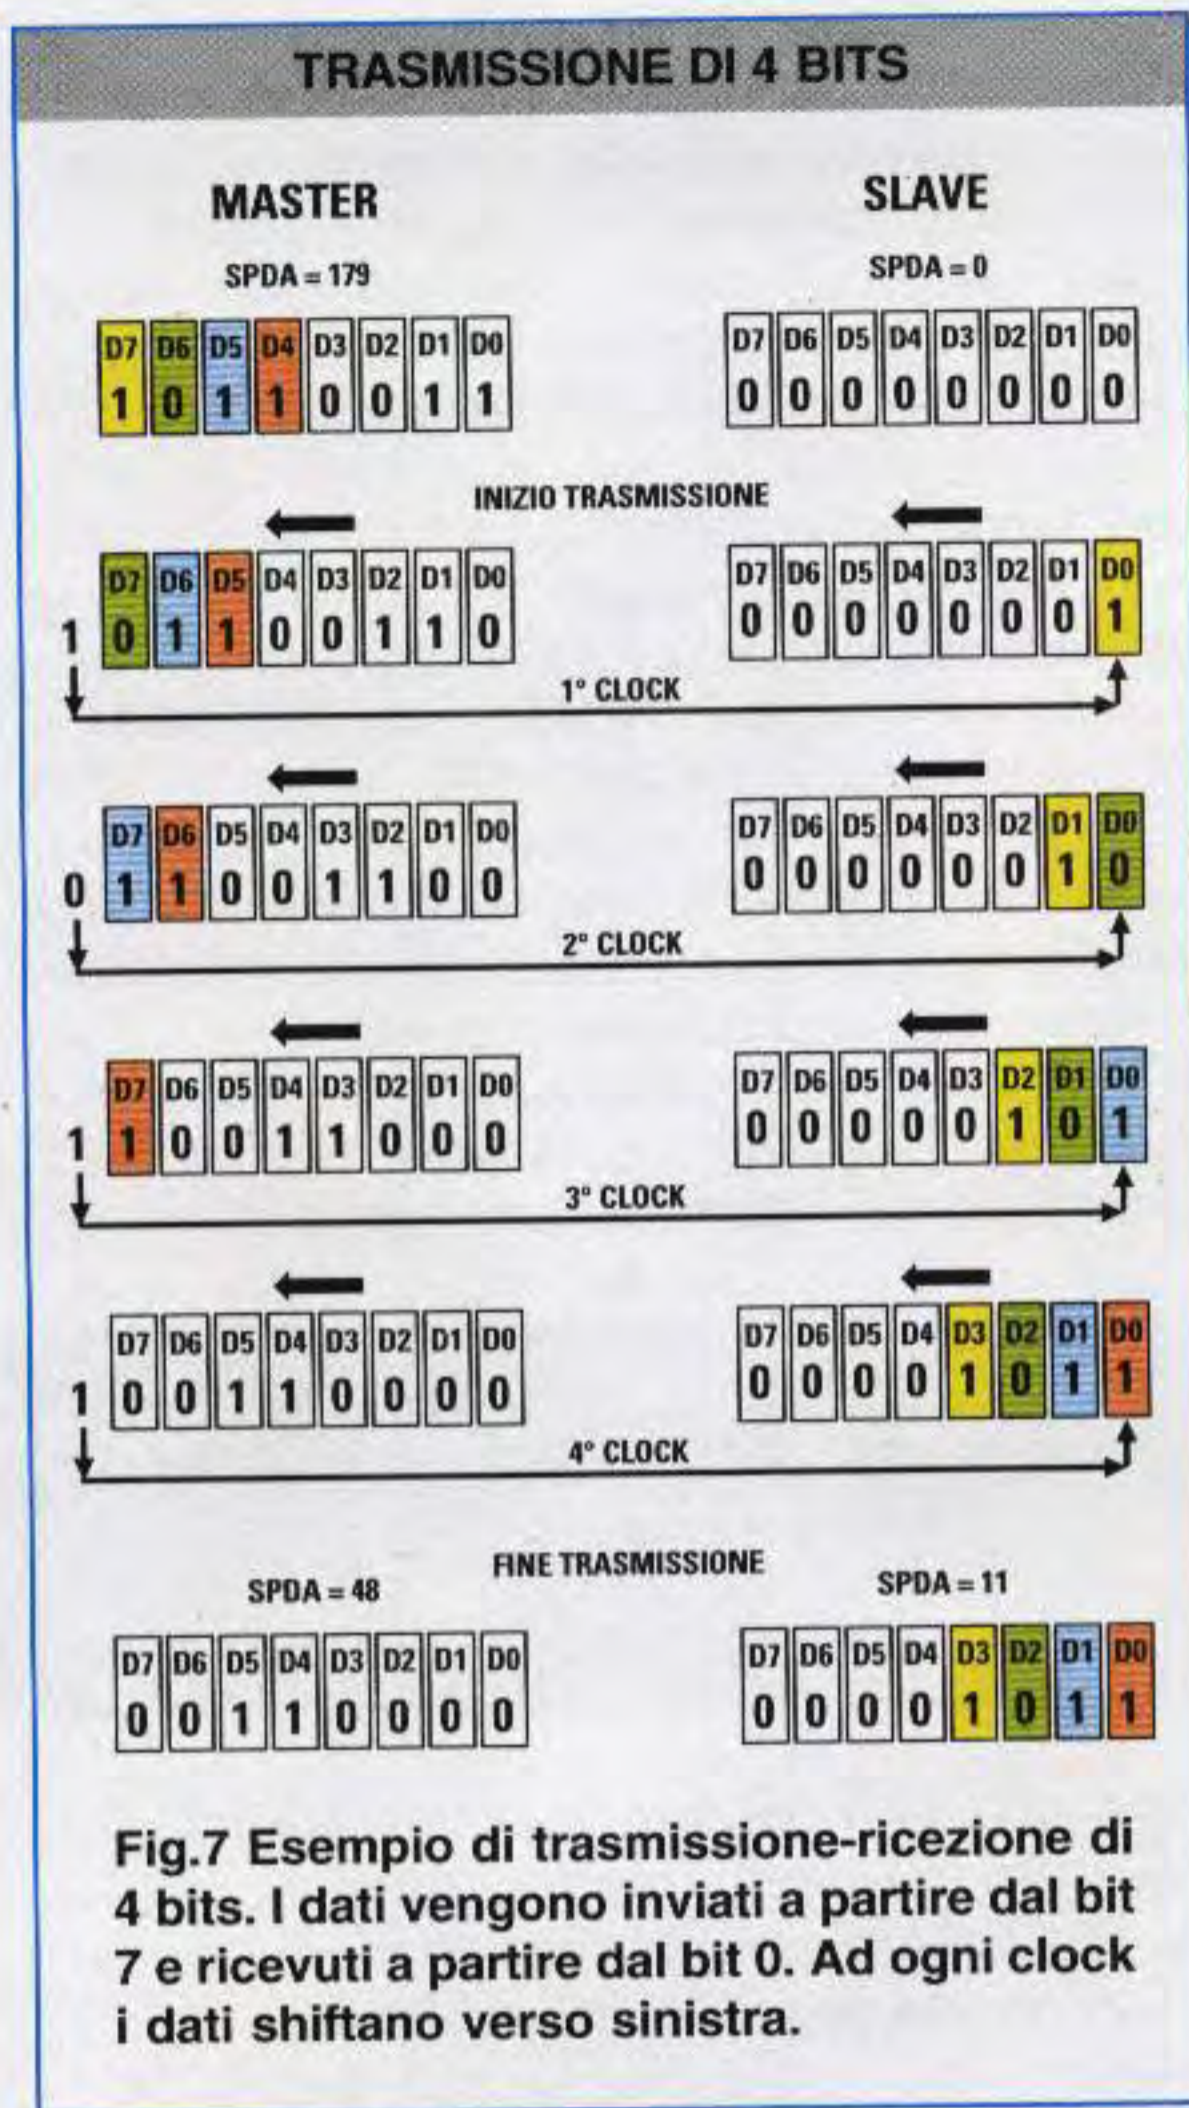 TRASMISSIONE DI 4 BITS
MASTER SLAVE
SPDA = 179 SPDA = 0
D7 D6 D5 D4 D3 D2 D1 D0 D7 D6 D5 D4 D3 D2 D1 D0
1 0 1 1 0 0 1 1 0 0 0 0 0 0 0 0
INIZIO TRASMISSIONE
D7 D6 D5 D4 D3 D2 D1 D0 D7 D6 D5 D4 D3 D2 D1 D0
1 0 1 1 0 0 1 1 0 0 0 0 0 0 0 0 1
1° CLOCK
D7 D6 D5 D4 D3 D2 D1 D0 D7 D6 D5 D4 D3 D2 D1 D0
0 1 1 0 0 1 1 0 0 0 0 0 0 0 0 1 0
2° CLOCK
D7 D6 D5 D4 D3 D2 D1 D0 D7 D6 D5 D4 D3 D2 D1 D0
1 1 0 0 1 1 0 0 0 0 0 0 0 0 1 0 1
3° CLOCK
D7 D6 D5 D4 D3 D2 D1 D0 D7 D6 D5 D4 D3 D2 D1 D0
1 0 0 1 1 0 0 0 0 0 0 0 0 1 0 1 1
4° CLOCK
FINE TRASMISSIONE
SPDA = 48 SPDA = 11
D7 D6 D5 D4 D3 D2 D1 D0 D7 D6 D5 D4 D3 D2 D1 D0
0 0 1 1 0 0 0 0 0 0 0 0 1 0 1 1
Fig.7 Esempio di trasmissione-ricezione di
4 bits. I dati vengono inviati a partire dal bit
7 e ricevuti a partire dal bit 0. Ad ogni clock
i dati shiftano verso sinistra.